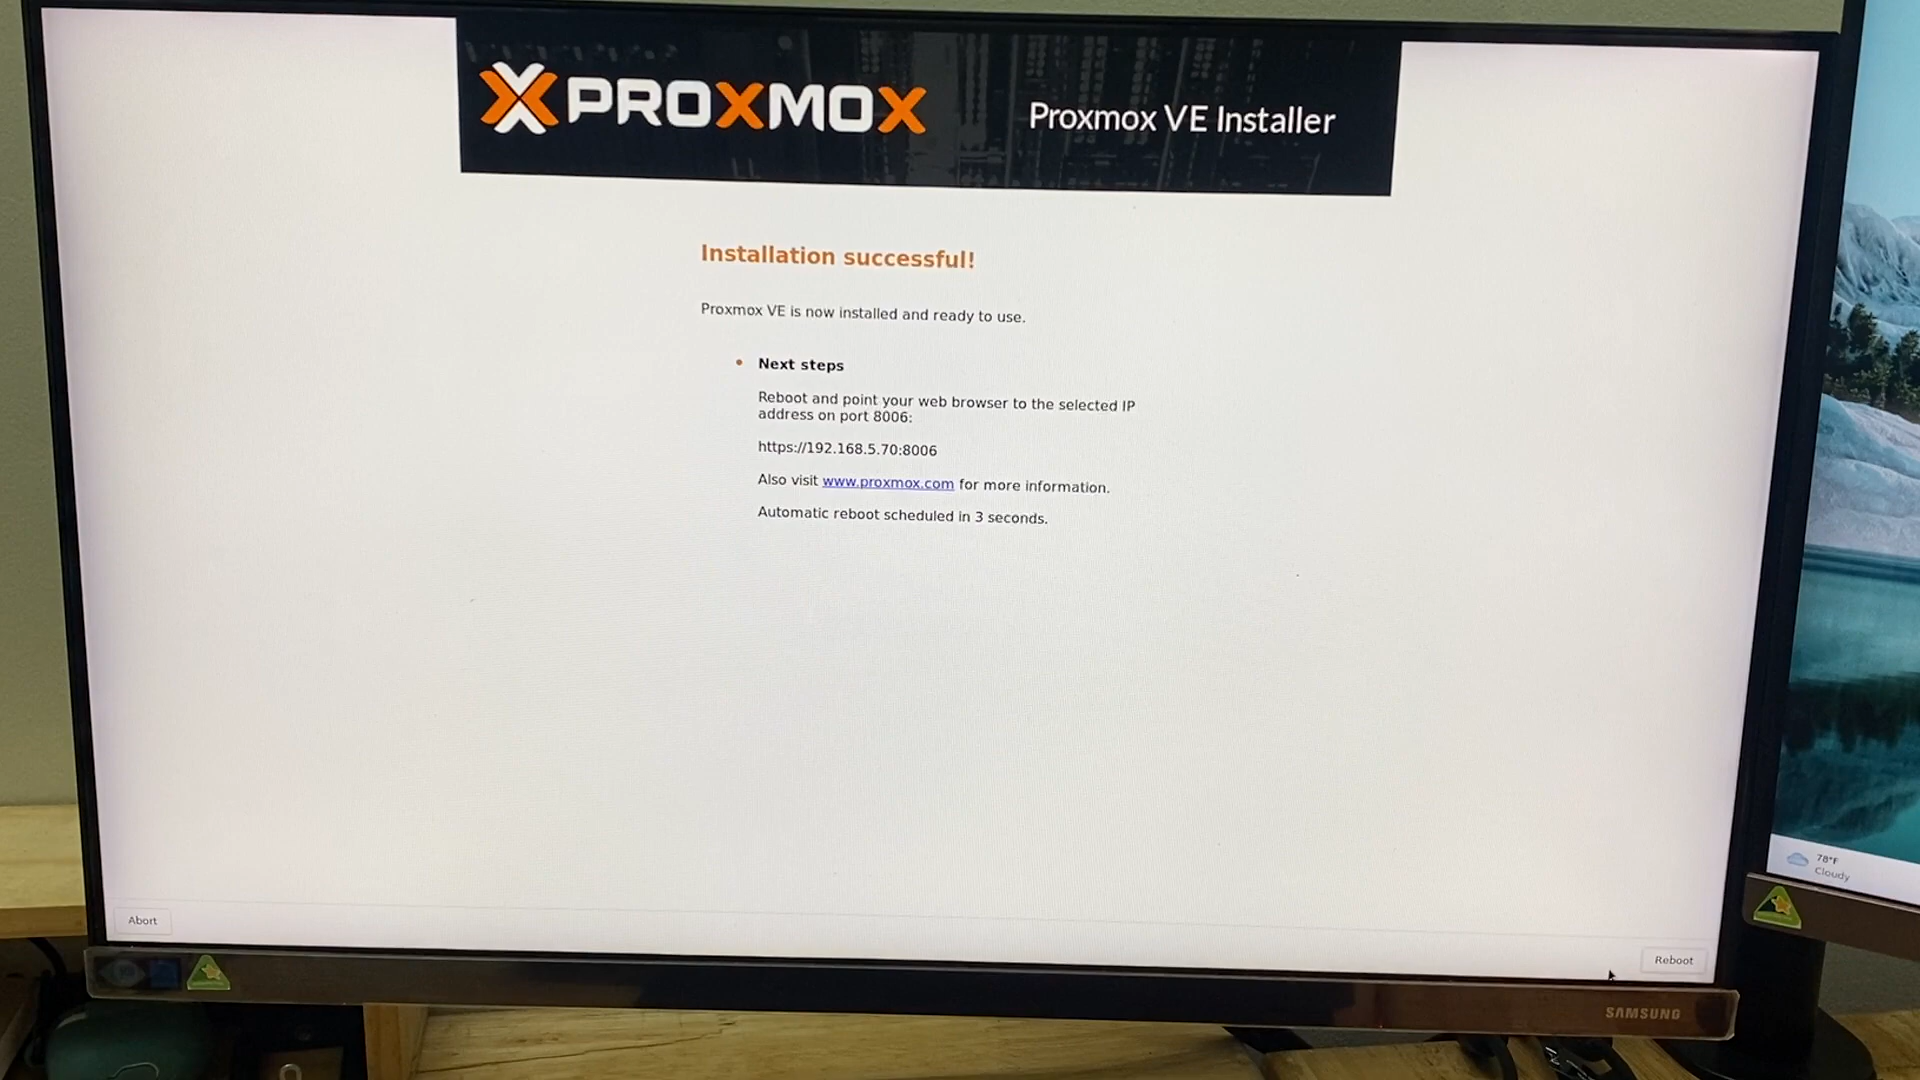 PROXMOX
Proxmox VE Installer
Installation successful!
Proxmox VE is now installed and ready to use.
Next steps
Reboot and point your web browser to the selected IP
address on port 8006:
https://192.168.5.70:8006
Also visit www.proxmox.com for more information.
Automatic reboot scheduled in 3 seconds.
Abort
Reboot
SAMSUNG
78°F
Cloudy